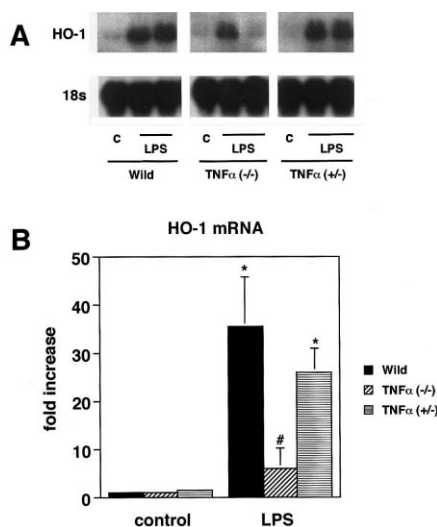 A
HO-1
18s
C LPS C LPS C LPS
Wild TNFα (-/-) TNFα (+/-)
B
HO-1 mRNA
fold increase
50
40
30
20
10
0
*
#
*
Wild
TNFα (-/-)
TNFα (+/-)
control LPS